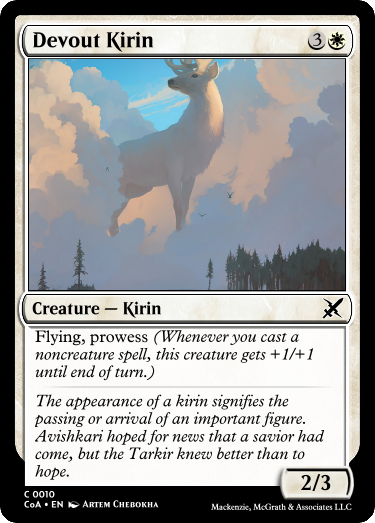 Devout Kirin 3
Creature — Kirin
Flying, prowess (Whenever you cast a
noncreature spell, this creature gets +1/+1
until end of turn.)
The appearance of a kirin signifies the
passing or arrival of an important figure.
Avishkari hoped for news that a savior had
come, but the Tarkir knew better than to
hope.
2/3
C 0010
CoA • EN Artem Chebokha
Mackenzie, McGrath & Associates LLC